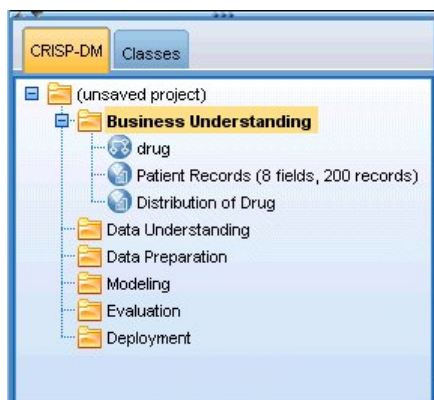 CRISP-DM Classes
(unsaved project)
Business Understanding
drug
Patient Records (8 fields, 200 records)
Distribution of Drug
Data Understanding
Data Preparation
Modeling
Evaluation
Deployment